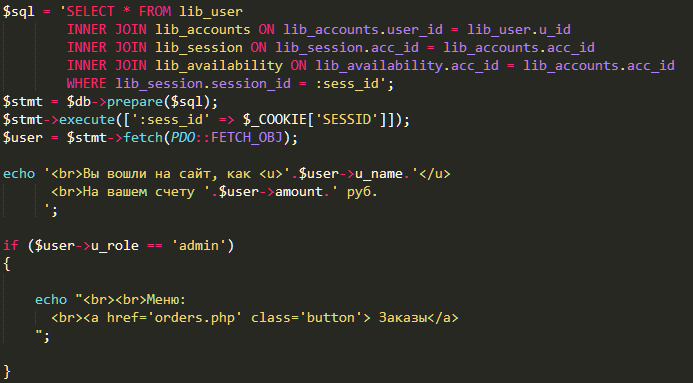 $sql = 'SELECT * FROM lib_user
INNER JOIN lib_accounts ON lib_accounts.user_id = lib_user.u_id
INNER JOIN lib_session ON lib_session.acc_id = lib_accounts.acc_id
INNER JOIN lib_availability ON lib_availability.acc_id = lib_accounts.acc_id
WHERE lib_session.session_id = :sess_id';
$stmt = $db->prepare($sql);
$stmt->execute([':sess_id' => $_COOKIE['SESSID']]);
$user = $stmt->fetch(PDO::FETCH_OBJ);
echo '<br>Вы вошли на сайт, как <u>'.$user->u_name.'</u>
<br>На вашем счету '.$user->amount.' руб.
';
if ($user->u_role == 'admin')
{
echo "<br><br>Меню:
<br><a href='orders.php' class='button'> Заказы</a>
";
}